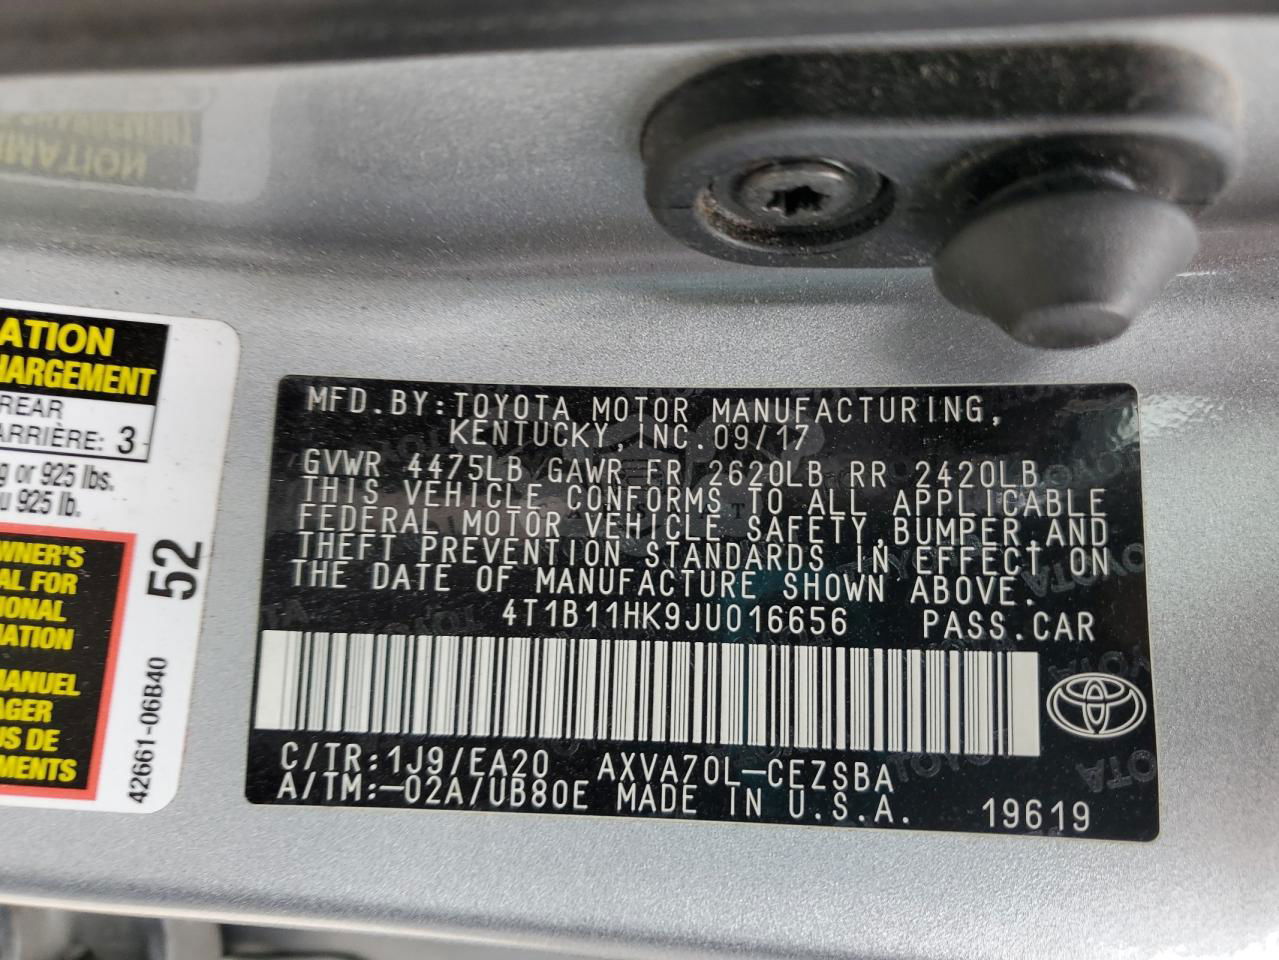 ATION
HARGEMENT
REAR
ARRIÈRE: 3
g or 925 lbs.
u 925 lb.
WNER'S
AL FOR
IONAL
MATION
MANUEL
AGER
US DE
MENTS
52
42661-06B40
MFD.BY:TOYOTA MOTOR MANUFACTURING,
KENTUCKY,INC.09/17
GVWR 4475LB GAWR FR 2620LB RR 2420LB
THIS VEHICLE CONFORMS TO ALL APPLICABLE
FEDERAL MOTOR VEHICLE SAFETY,BUMPER,AND
THEFT PREVENTION STANDARDS IN EFFECT ON
THE DATE OF MANUFACTURE SHOWN ABOVE.
4T1B11HK9JU016656 PASS.CAR
C/TR:1J9/EA20 AXVA70L-CEZSBA
A/TM:-02A/UB80E MADE IN U.S.A. 19619